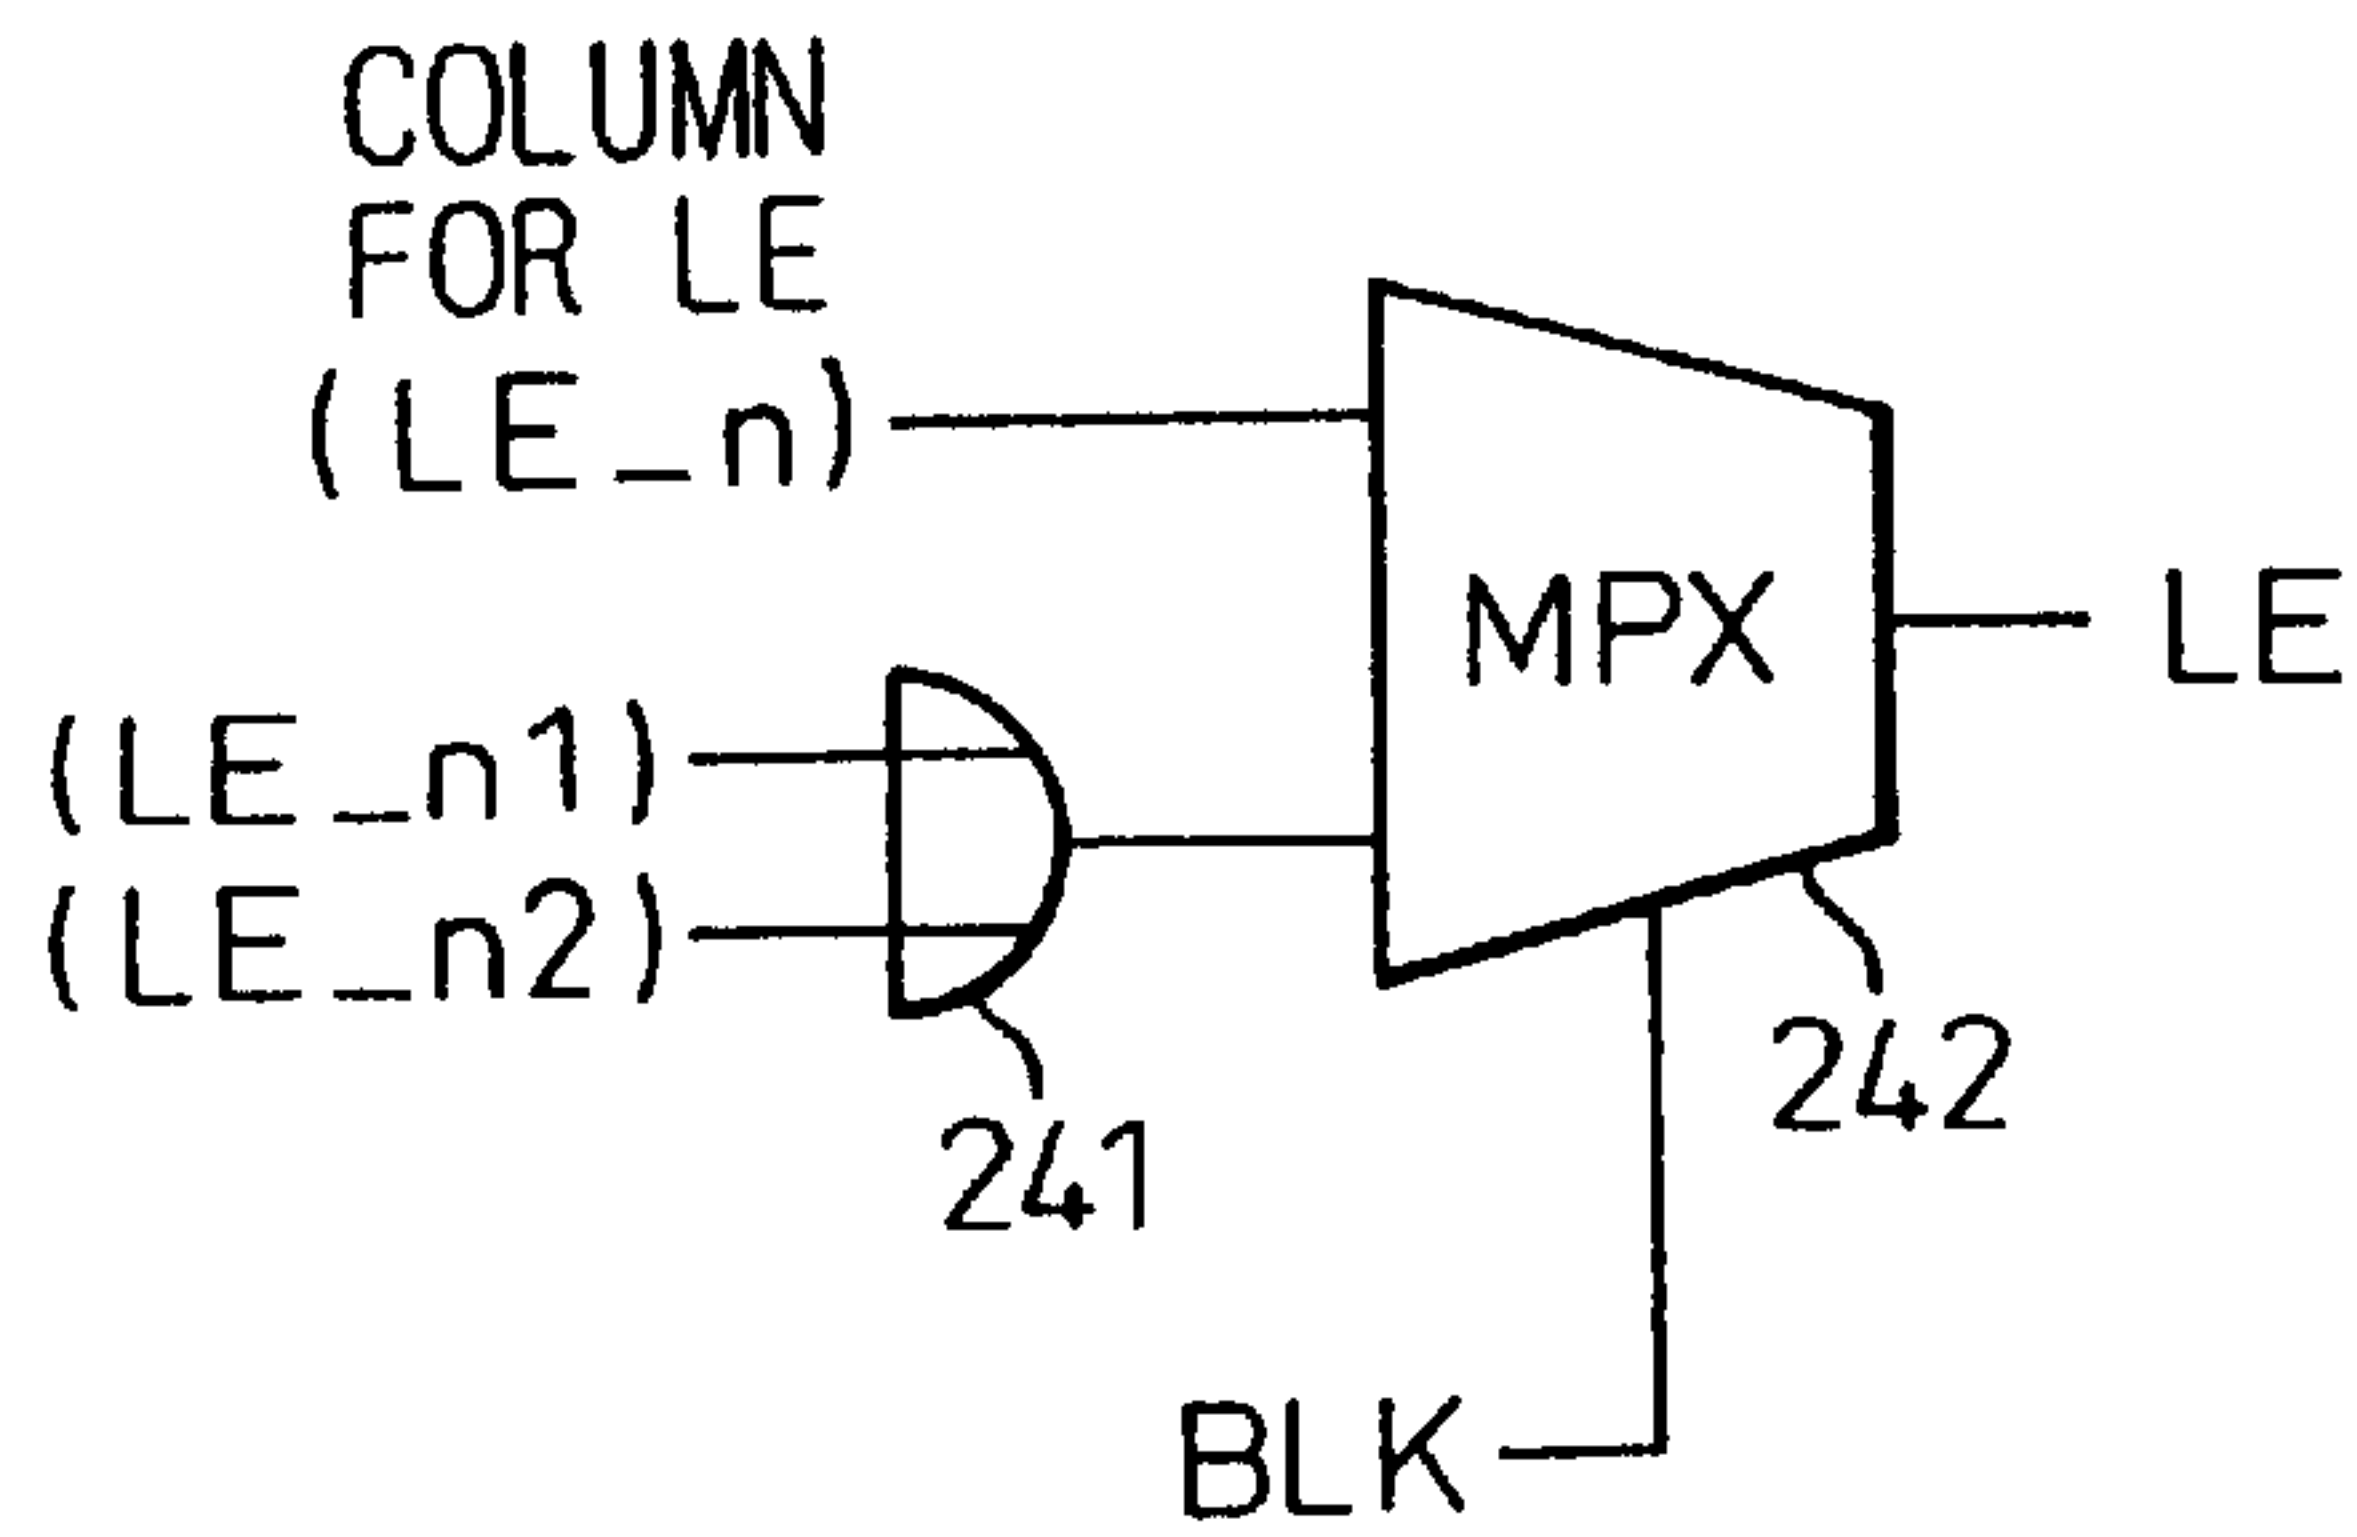 COLUMN
FOR LE
(LE_n)
MPX
LE
(LE_n1)
(LE_n2)
242
241
BLK